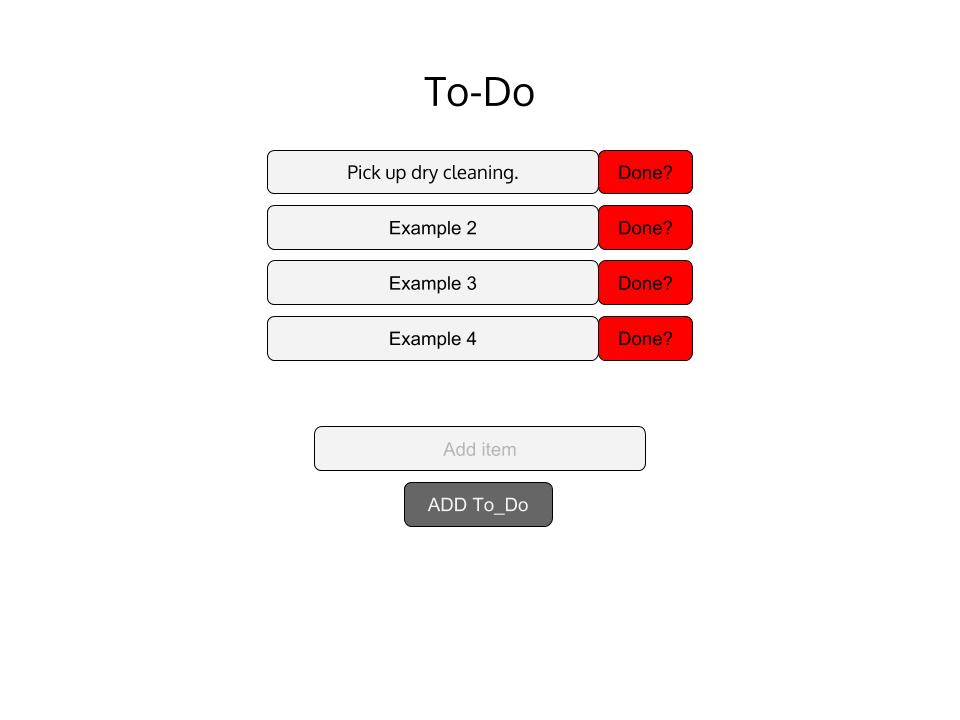 To-Do
Pick up dry cleaning. Done?
Example 2 Done?
Example 3 Done?
Example 4 Done?
Add item
ADD To_Do